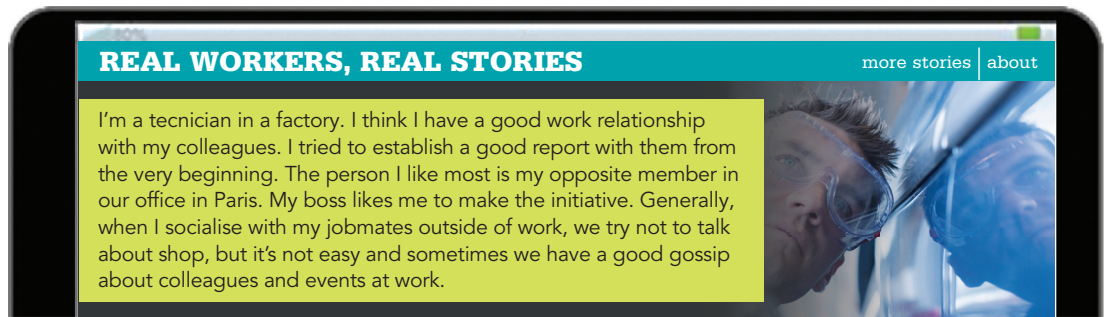 80%
REAL WORKERS, REAL STORIES
more stories | about
I'm a tecnician in a factory. I think I have a good work relationship
with my colleagues. I tried to establish a good report with them from
the very beginning. The person I like most is my opposite member in
our office in Paris. My boss likes me to make the initiative. Generally,
when I socialise with my jobmates outside of work, we try not to talk
about shop, but it's not easy and sometimes we have a good gossip
about colleagues and events at work.